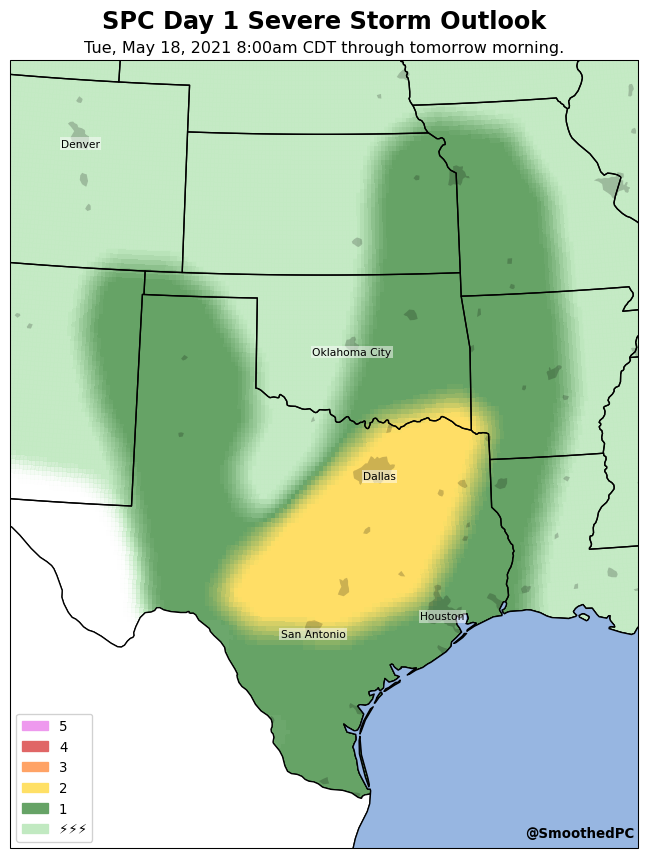 SPC Day 1 Severe Storm Outlook
Tue, May 18, 2021 8:00am CDT through tomorrow morning.
Denver
Oklahoma City
Dallas
Houston
San Antonio
5
4
3
2
1
⚡⚡⚡
@SmoothedPC